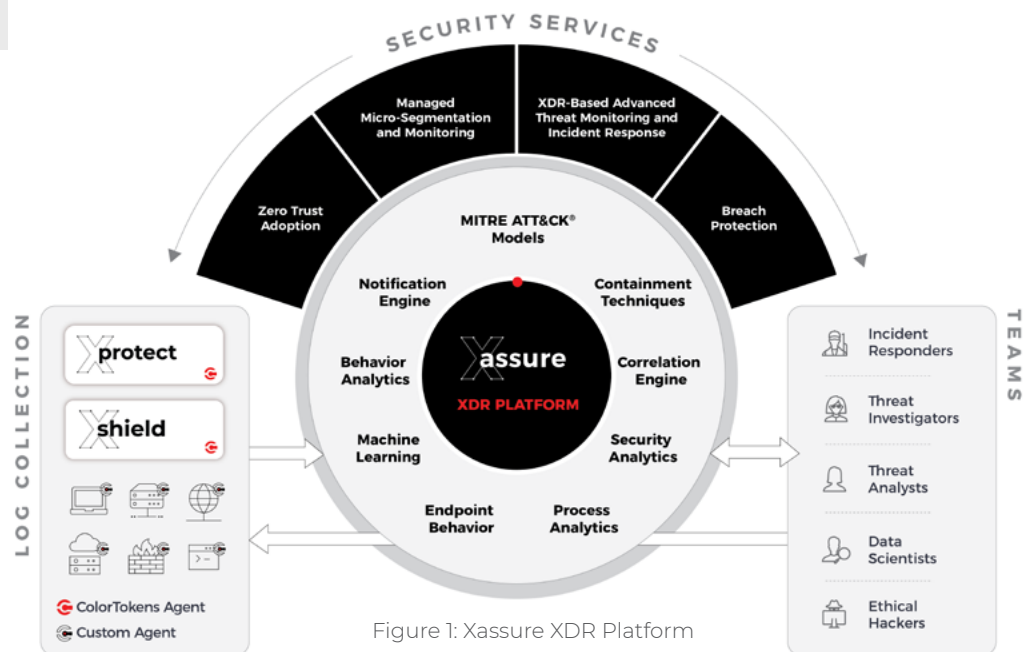 SECURITY SERVICES
Managed
Micro-Segmentation
and Monitoring
XDR-Based Advanced
Threat Monitoring and
Incident Response
Zero Trust
Adoption
Breach
Protection
MITRE ATT&CK®
Models
Notification
Engine
Containment
Techniques
Behavior
Analytics
Xassure
XDR PLATFORM
Correlation
Engine
Machine
Learning
Security
Analytics
Endpoint
Behavior
Process
Analytics
LOG COLLECTION
Xprotect
Xshield
ColorTokens Agent
Custom Agent
TEAMS
Incident
Responders
Threat
Investigators
Threat
Analysts
Data
Scientists
Ethical
Hackers
Figure 1: Xassure XDR Platform